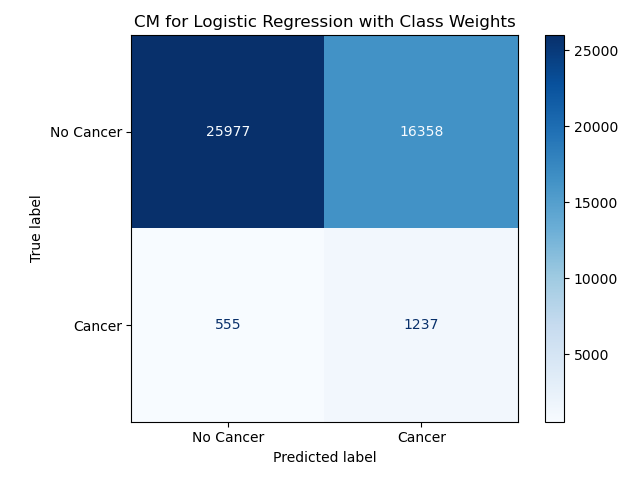 CM for Logistic Regression with Class Weights
No Cancer
25977
16358
Cancer
555
1237
No Cancer
Cancer
Predicted label
True label
25000
20000
15000
10000
5000